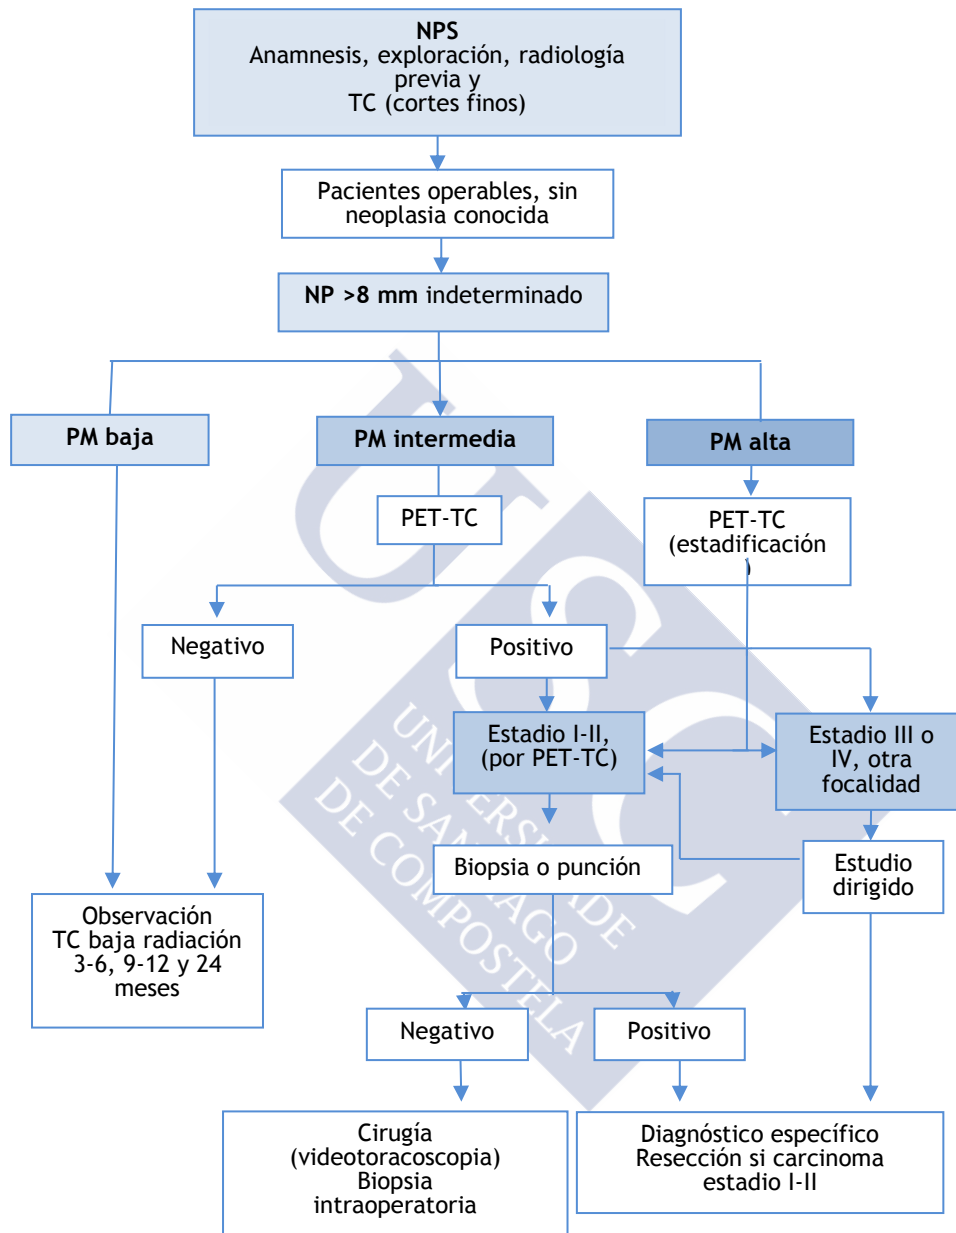 NPS
Anamnesis, exploración, radiología
previa y
TC (cortes finos)
Pacientes operables, sin
neoplasia conocida
NP >8 mm indeterminado
PM baja
PM intermedia
PM alta
PET-TC
PET-TC
(estadificación
)
Negativo
Positivo
Estadio I-II,
(por PET-TC)
Estadio III o
IV, otra
focalidad
Biopsia o punción
Estudio
dirigido
Observación
TC baja radiación
3-6, 9-12 y 24
meses
Negativo
Positivo
Cirugía
(videotoracoscopia)
Biopsia
intraoperatoria
Diagnóstico específico
Resección si carcinoma
estadio I-II
USC
UNIVERSIDADE
DE SANTIAGO
DE COMPOSTELA